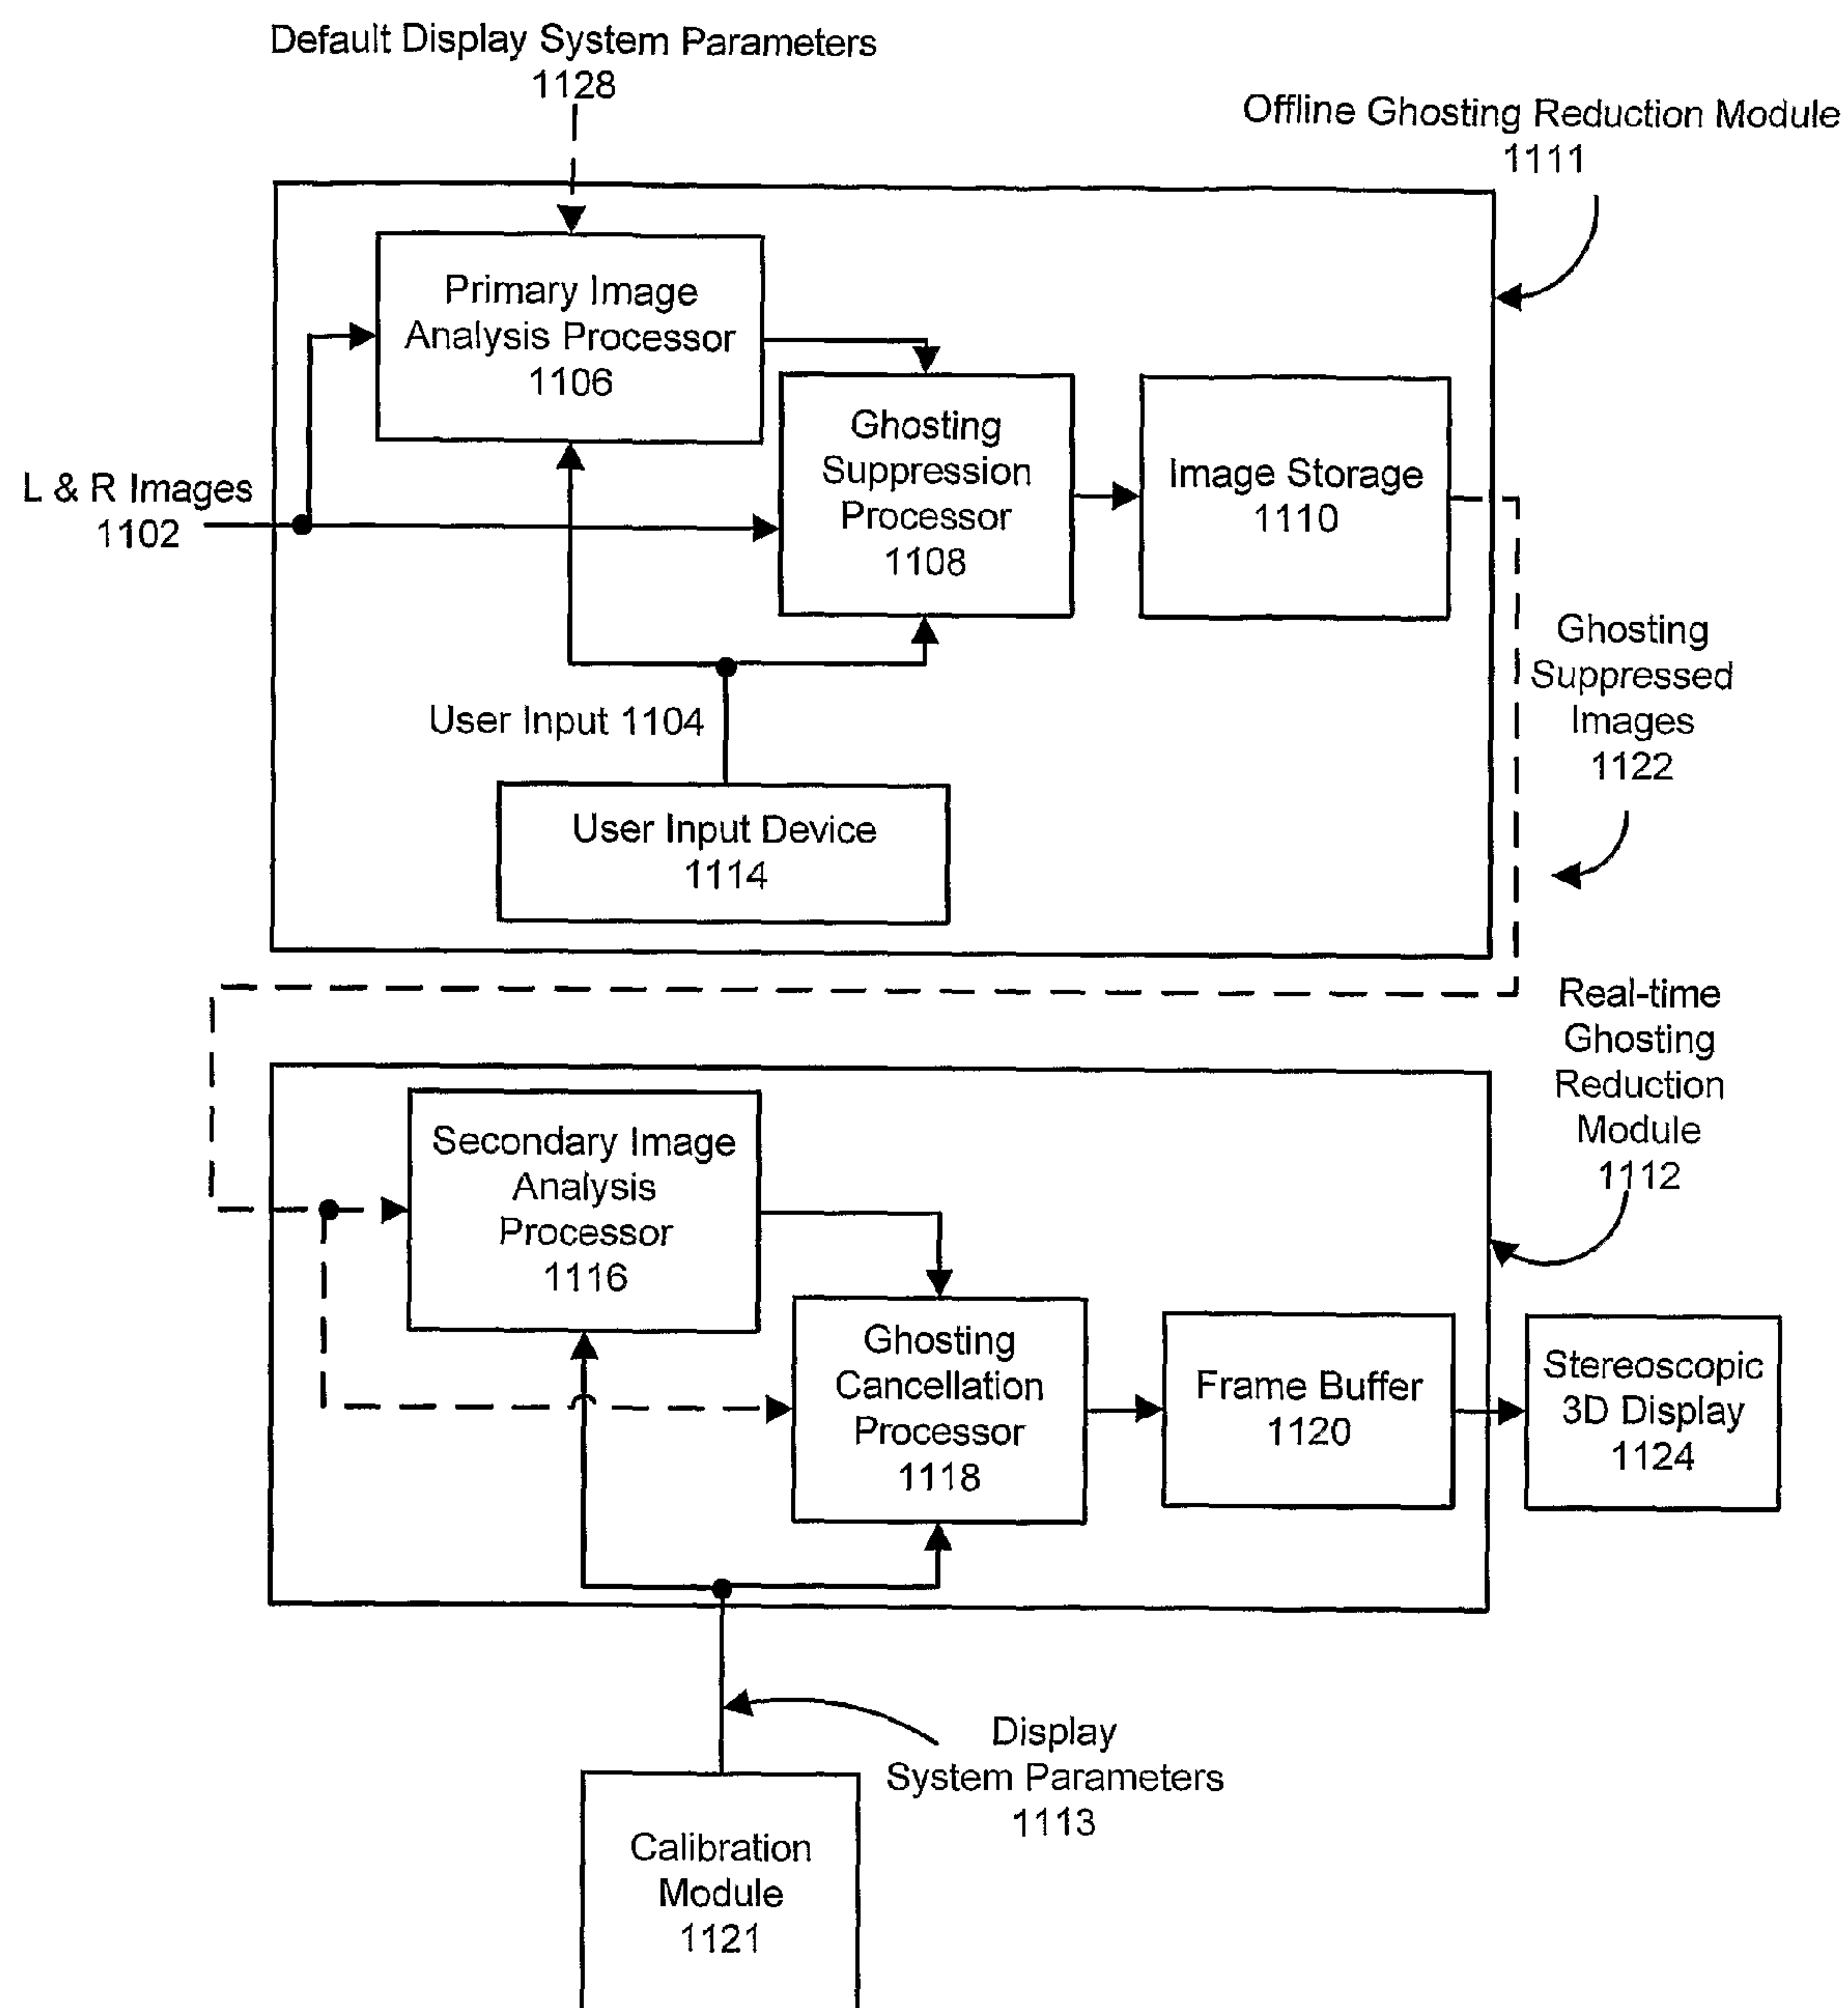 Default Display System Parameters
1128
Offline Ghosting Reduction Module
1111
Primary Image
Analysis Processor
1106
Ghosting
Suppression
Processor
1108
Image Storage
1110
L & R Images
1102
Ghosting
Suppressed
Images
1122
User Input 1104
User Input Device
1114
Real-time
Ghosting
Reduction
Module
1112
Secondary Image
Analysis
Processor
1116
Ghosting
Cancellation
Processor
1118
Frame Buffer
1120
Stereoscopic
3D Display
1124
Display
System Parameters
1113
Calibration
Module
1121